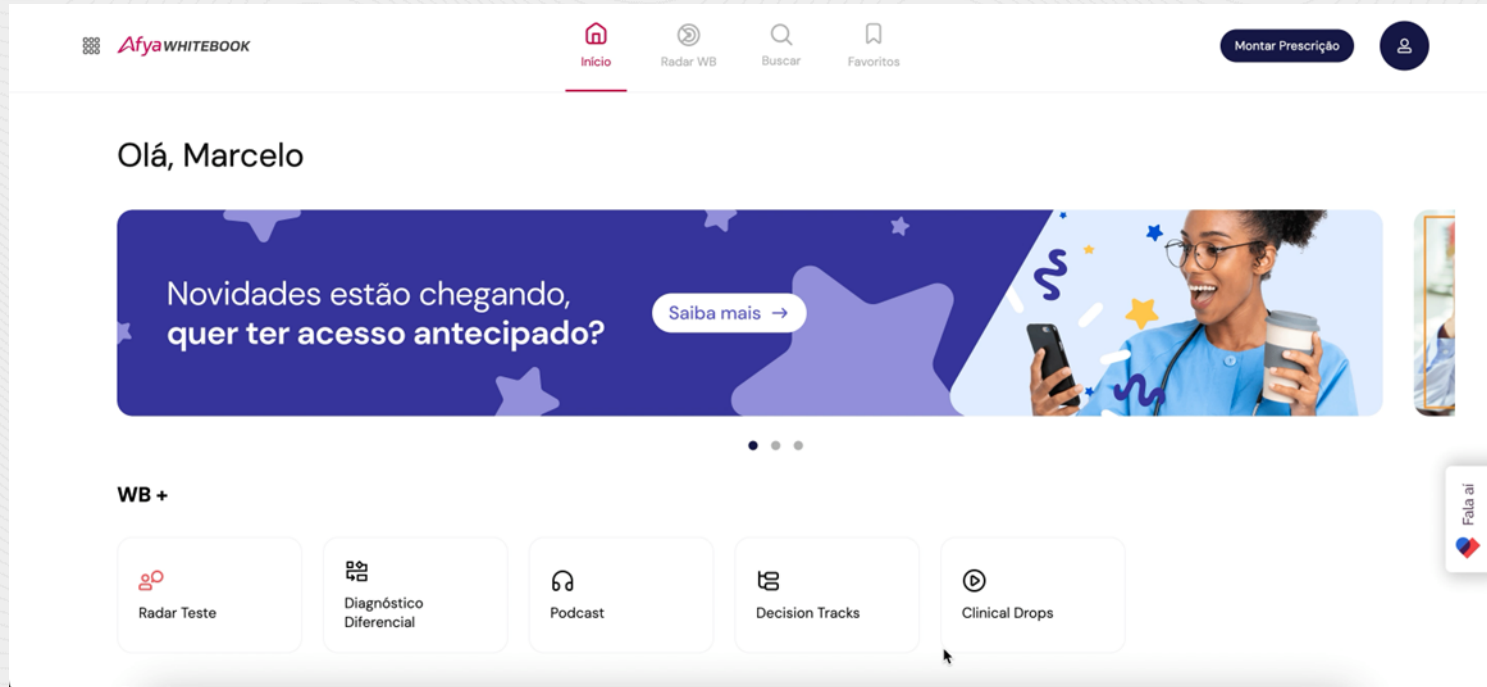 Afya WHITEBOOK
Início
Radar WB
Buscar
Favoritos
Montar Prescrição
Olá, Marcelo
Novidades estão chegando,
quer ter acesso antecipado?
Saiba mais →
Fala aí
WB +
Radar Teste
Diagnóstico
Diferencial
Podcast
Decision Tracks
Clinical Drops